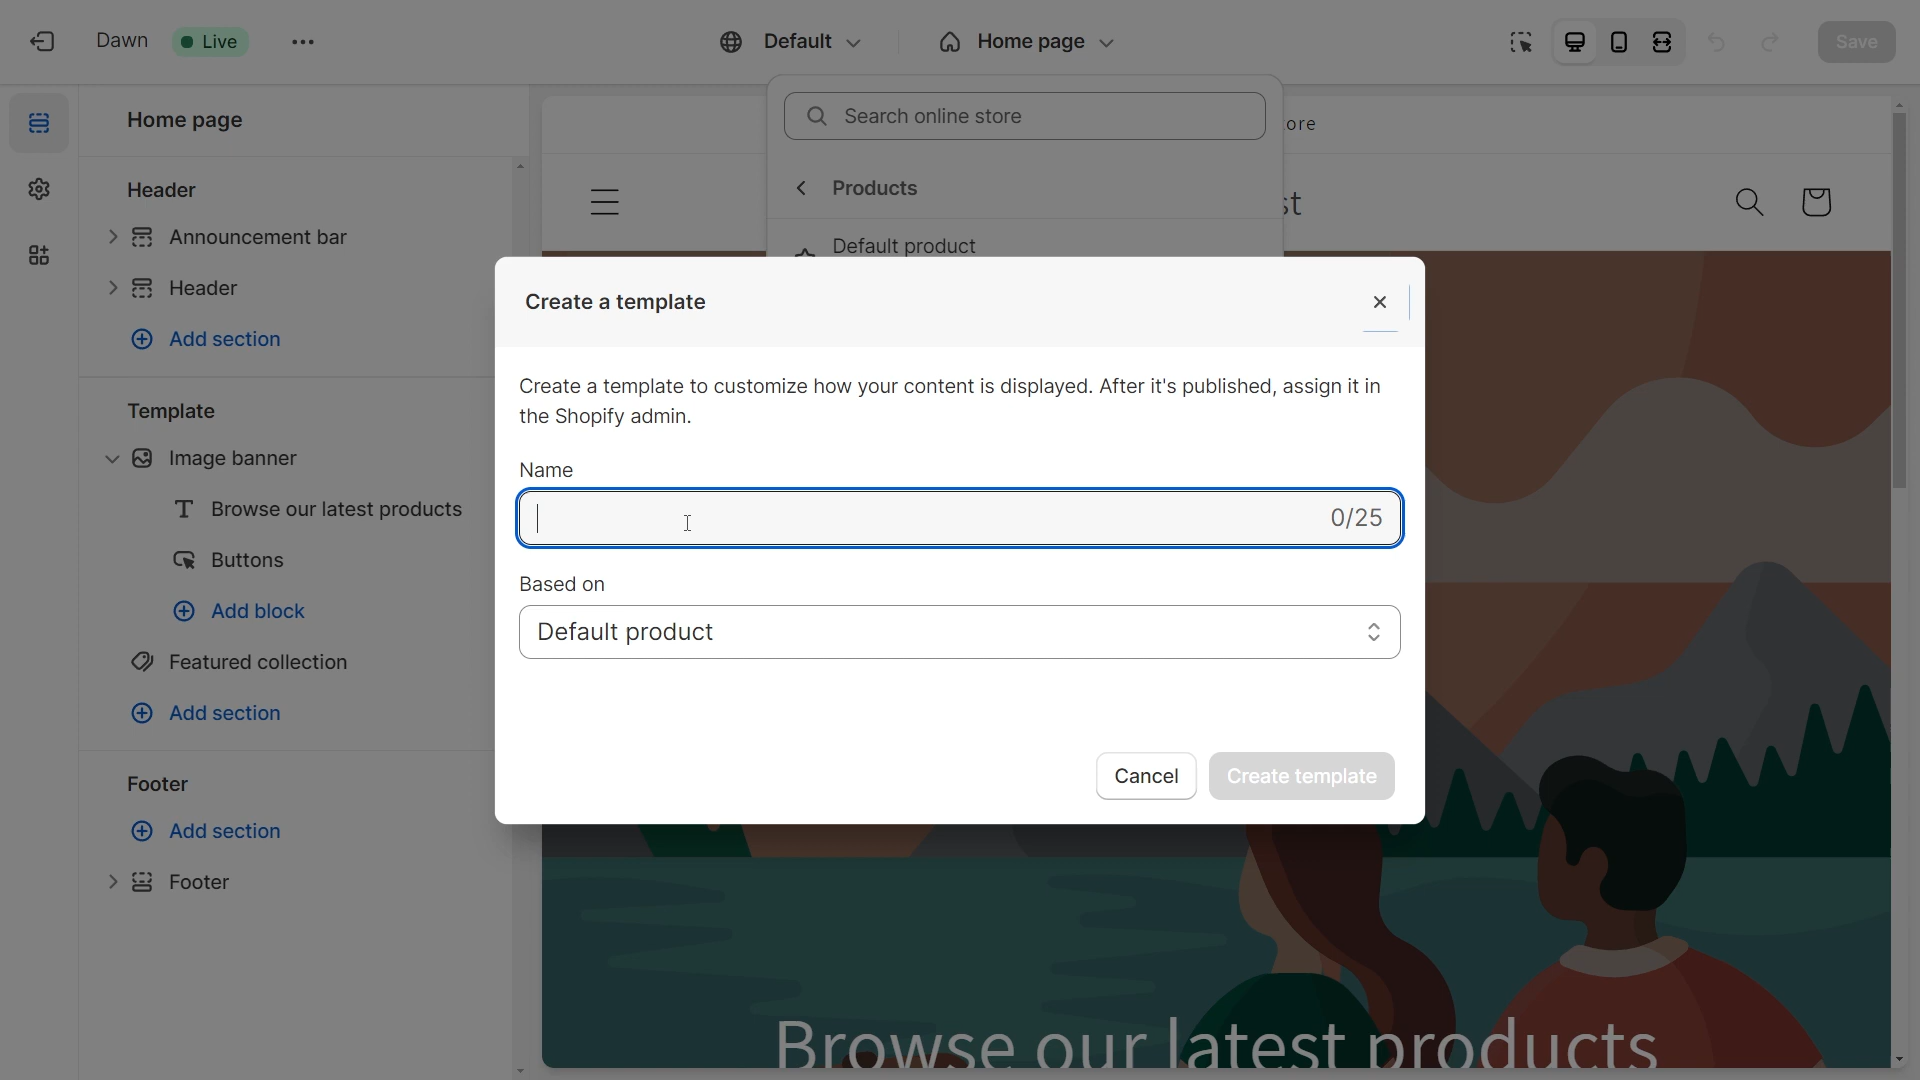 Dawn
Live
Default
Home page
Save
Home page
Header
Announcement bar
Header
Add section
Template
Image banner
Browse our latest products
Buttons
Add block
Featured collection
Add section
Footer
Add section
Footer
Search online store
Products
Default product
ore
st
Create a template
Create a template to customize how your content is displayed. After it's published, assign it in
the Shopify admin.
Name
0/25
Based on
Default product
Cancel
Create template
Browse our latest products